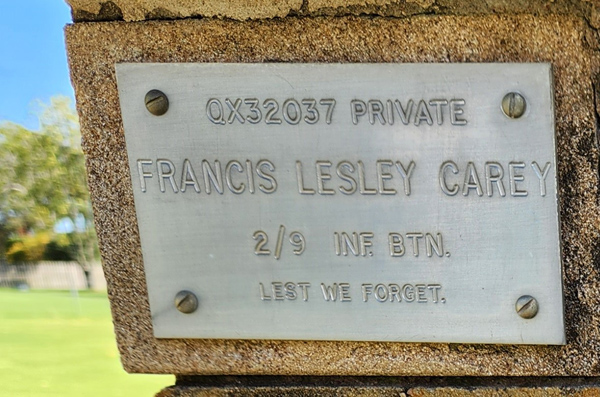 QX32037 PRIVATE
FRANCIS LESLEY CAREY
2/9 INF. BTN.
LEST WE FORGET.